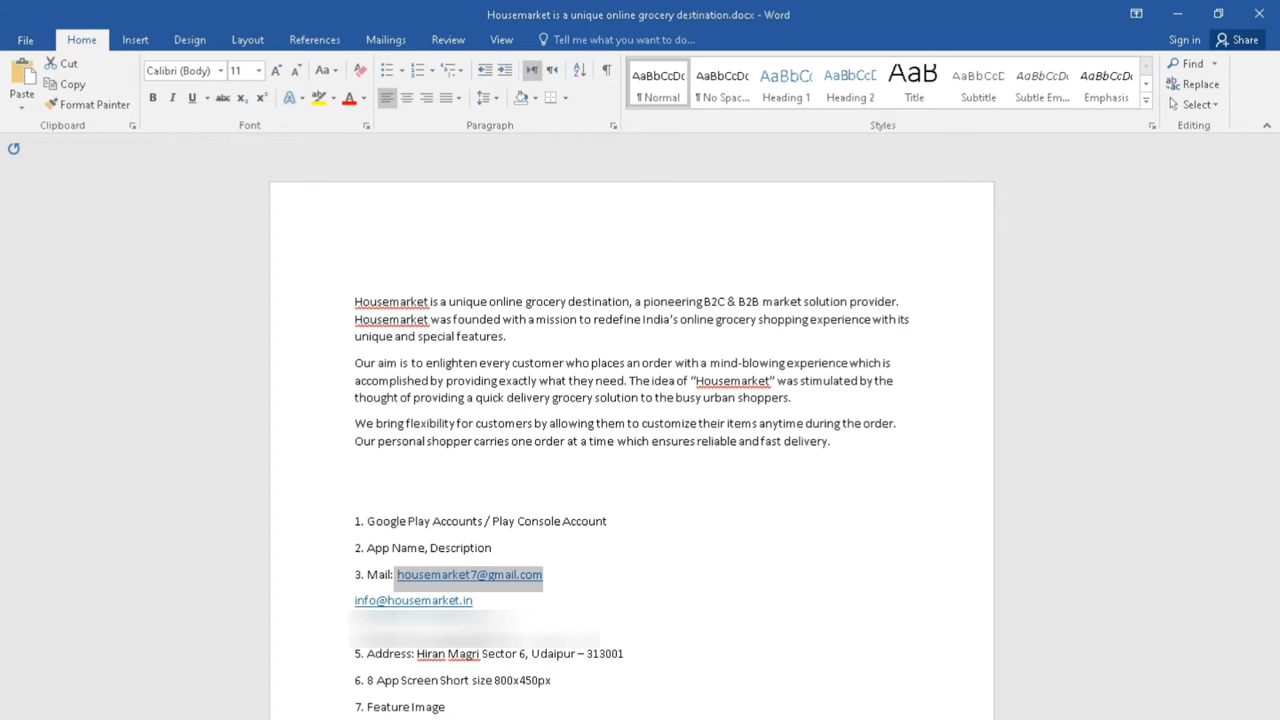 Housemarket is a unique online grocery destination.docx - Word
File Home Insert Design Layout References Mailings Review View Tell me what you want to do... Sign in Share
Paste Cut Calibri (Body) 11 Aa AaBbCcDc AaBbCcDc AaBbCc AaBbCcC AaB AaBbCcD AaBbCcDc AaBbCcDc Find
Copy Replace
Format Painter B I U abc x₂ x² A A ¶ Normal ¶ No Spac... Heading 1 Heading 2 Title Subtitle Subtle Em... Emphasis Select
Clipboard Font Paragraph Styles Editing
Housemarket is a unique online grocery destination, a pioneering B2C & B2B market solution provider.
Housemarket was founded with a mission to redefine India’s online grocery shopping experience with its
unique and special features.
Our aim is to enlighten every customer who places an order with a mind-blowing experience which is
accomplished by providing exactly what they need. The idea of “Housemarket” was stimulated by the
thought of providing a quick delivery grocery solution to the busy urban shoppers.
We bring flexibility for customers by allowing them to customize their items anytime during the order.
Our personal shopper carries one order at a time which ensures reliable and fast delivery.
1. Google Play Accounts / Play Console Account
2. App Name, Description
3. Mail: housemarket7@gmail.com
info@housemarket.in
5. Address: Hiran Magri Sector 6, Udaipur – 313001
6. 8 App Screen Short size 800x450px
7. Feature Image